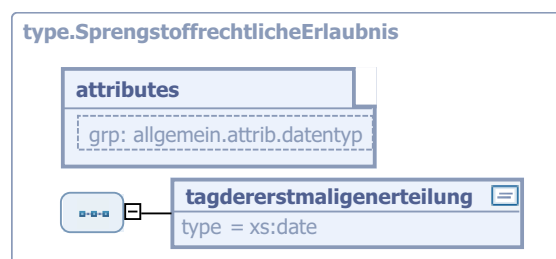 type.SprengstoffrechtlicheErlaubnis
attributes
grp: allgemein.attrib.datentyp
tagdererstmaligenerteilung
type = xs:date